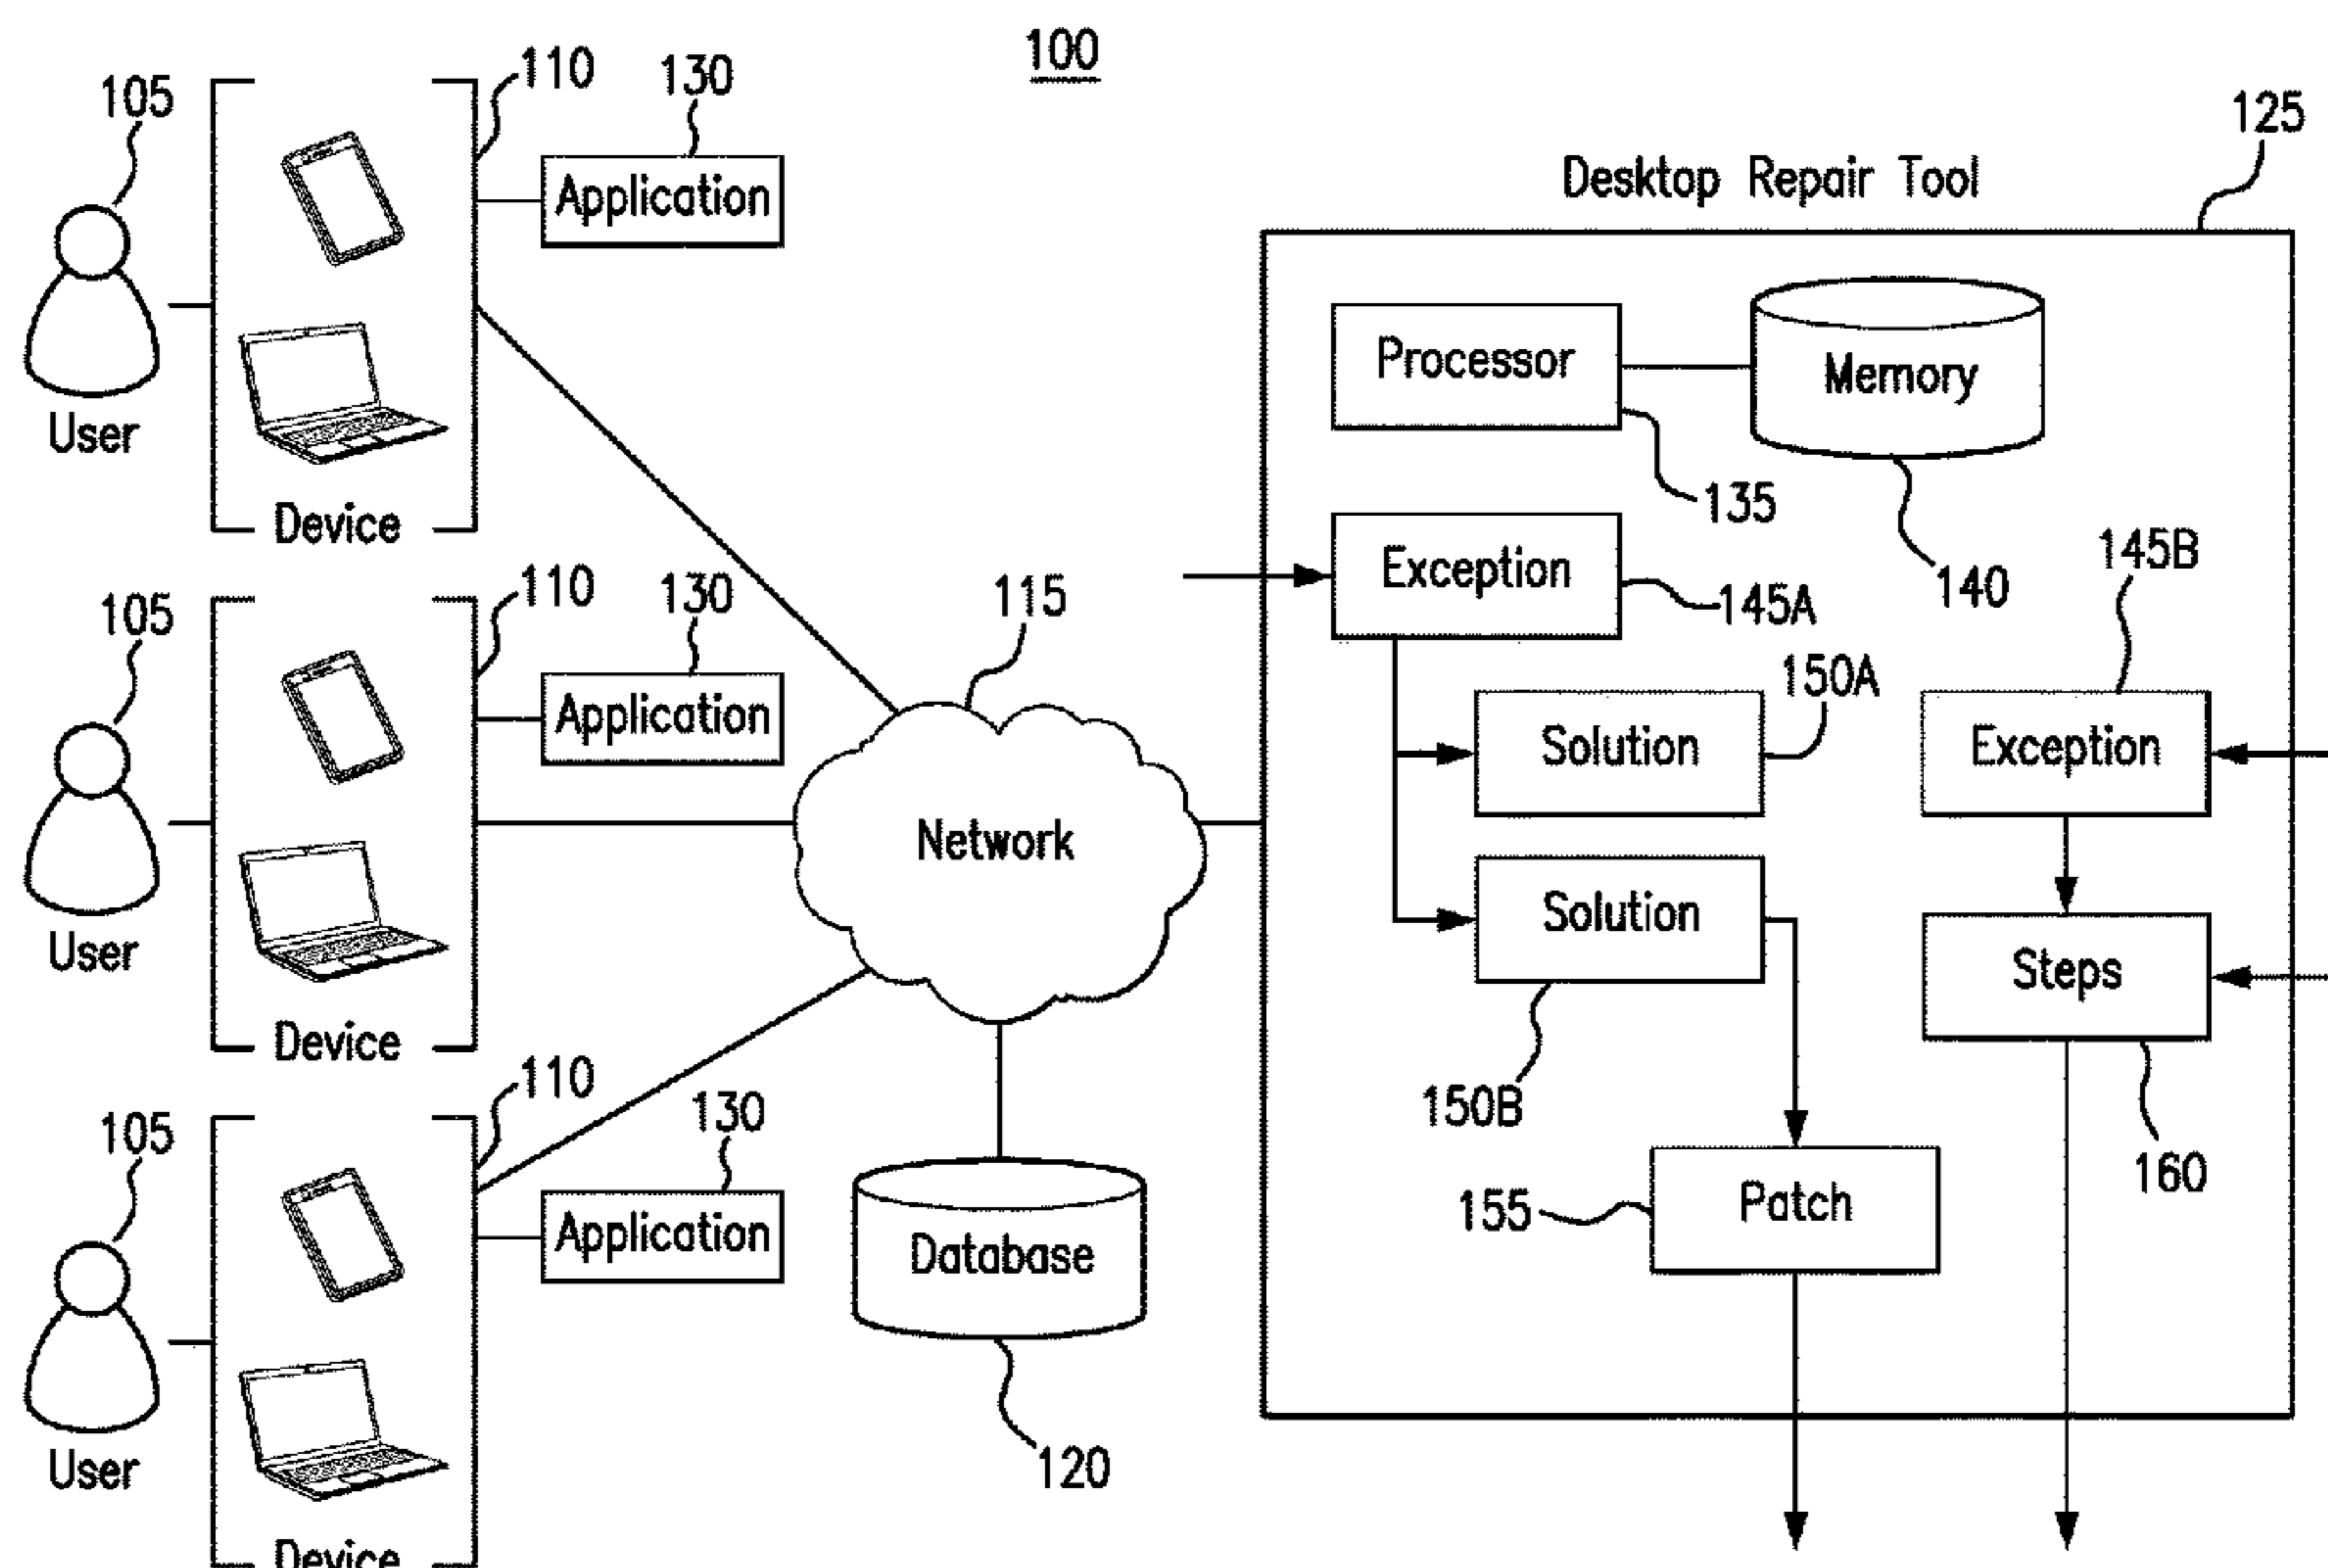 100
105
110
130
Application
User
Device
105
110
130
Application
User
Device
105
110
130
Application
User
Device
115
Network
Database
120
125
Desktop Repair Tool
Processor
Memory
135
140
Exception
145A
145B
150A
Solution
Exception
Solution
Steps
150B
160
155
Patch